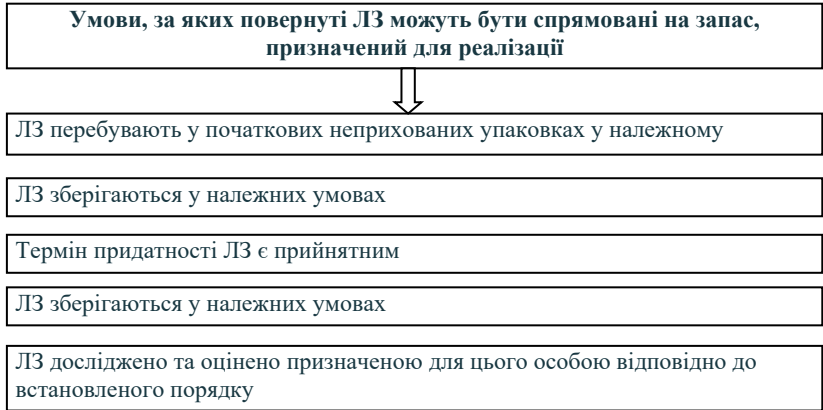 Умови, за яких повернуті ЛЗ можуть бути спрямовані на запас,
призначений для реалізації
ЛЗ перебувають у початкових неприхованих упаковках у належному
ЛЗ зберігаються у належних умовах
Термін придатності ЛЗ є прийнятним
ЛЗ зберігаються у належних умовах
ЛЗ досліджено та оцінено призначеною для цього особою відповідно до
встановленого порядку